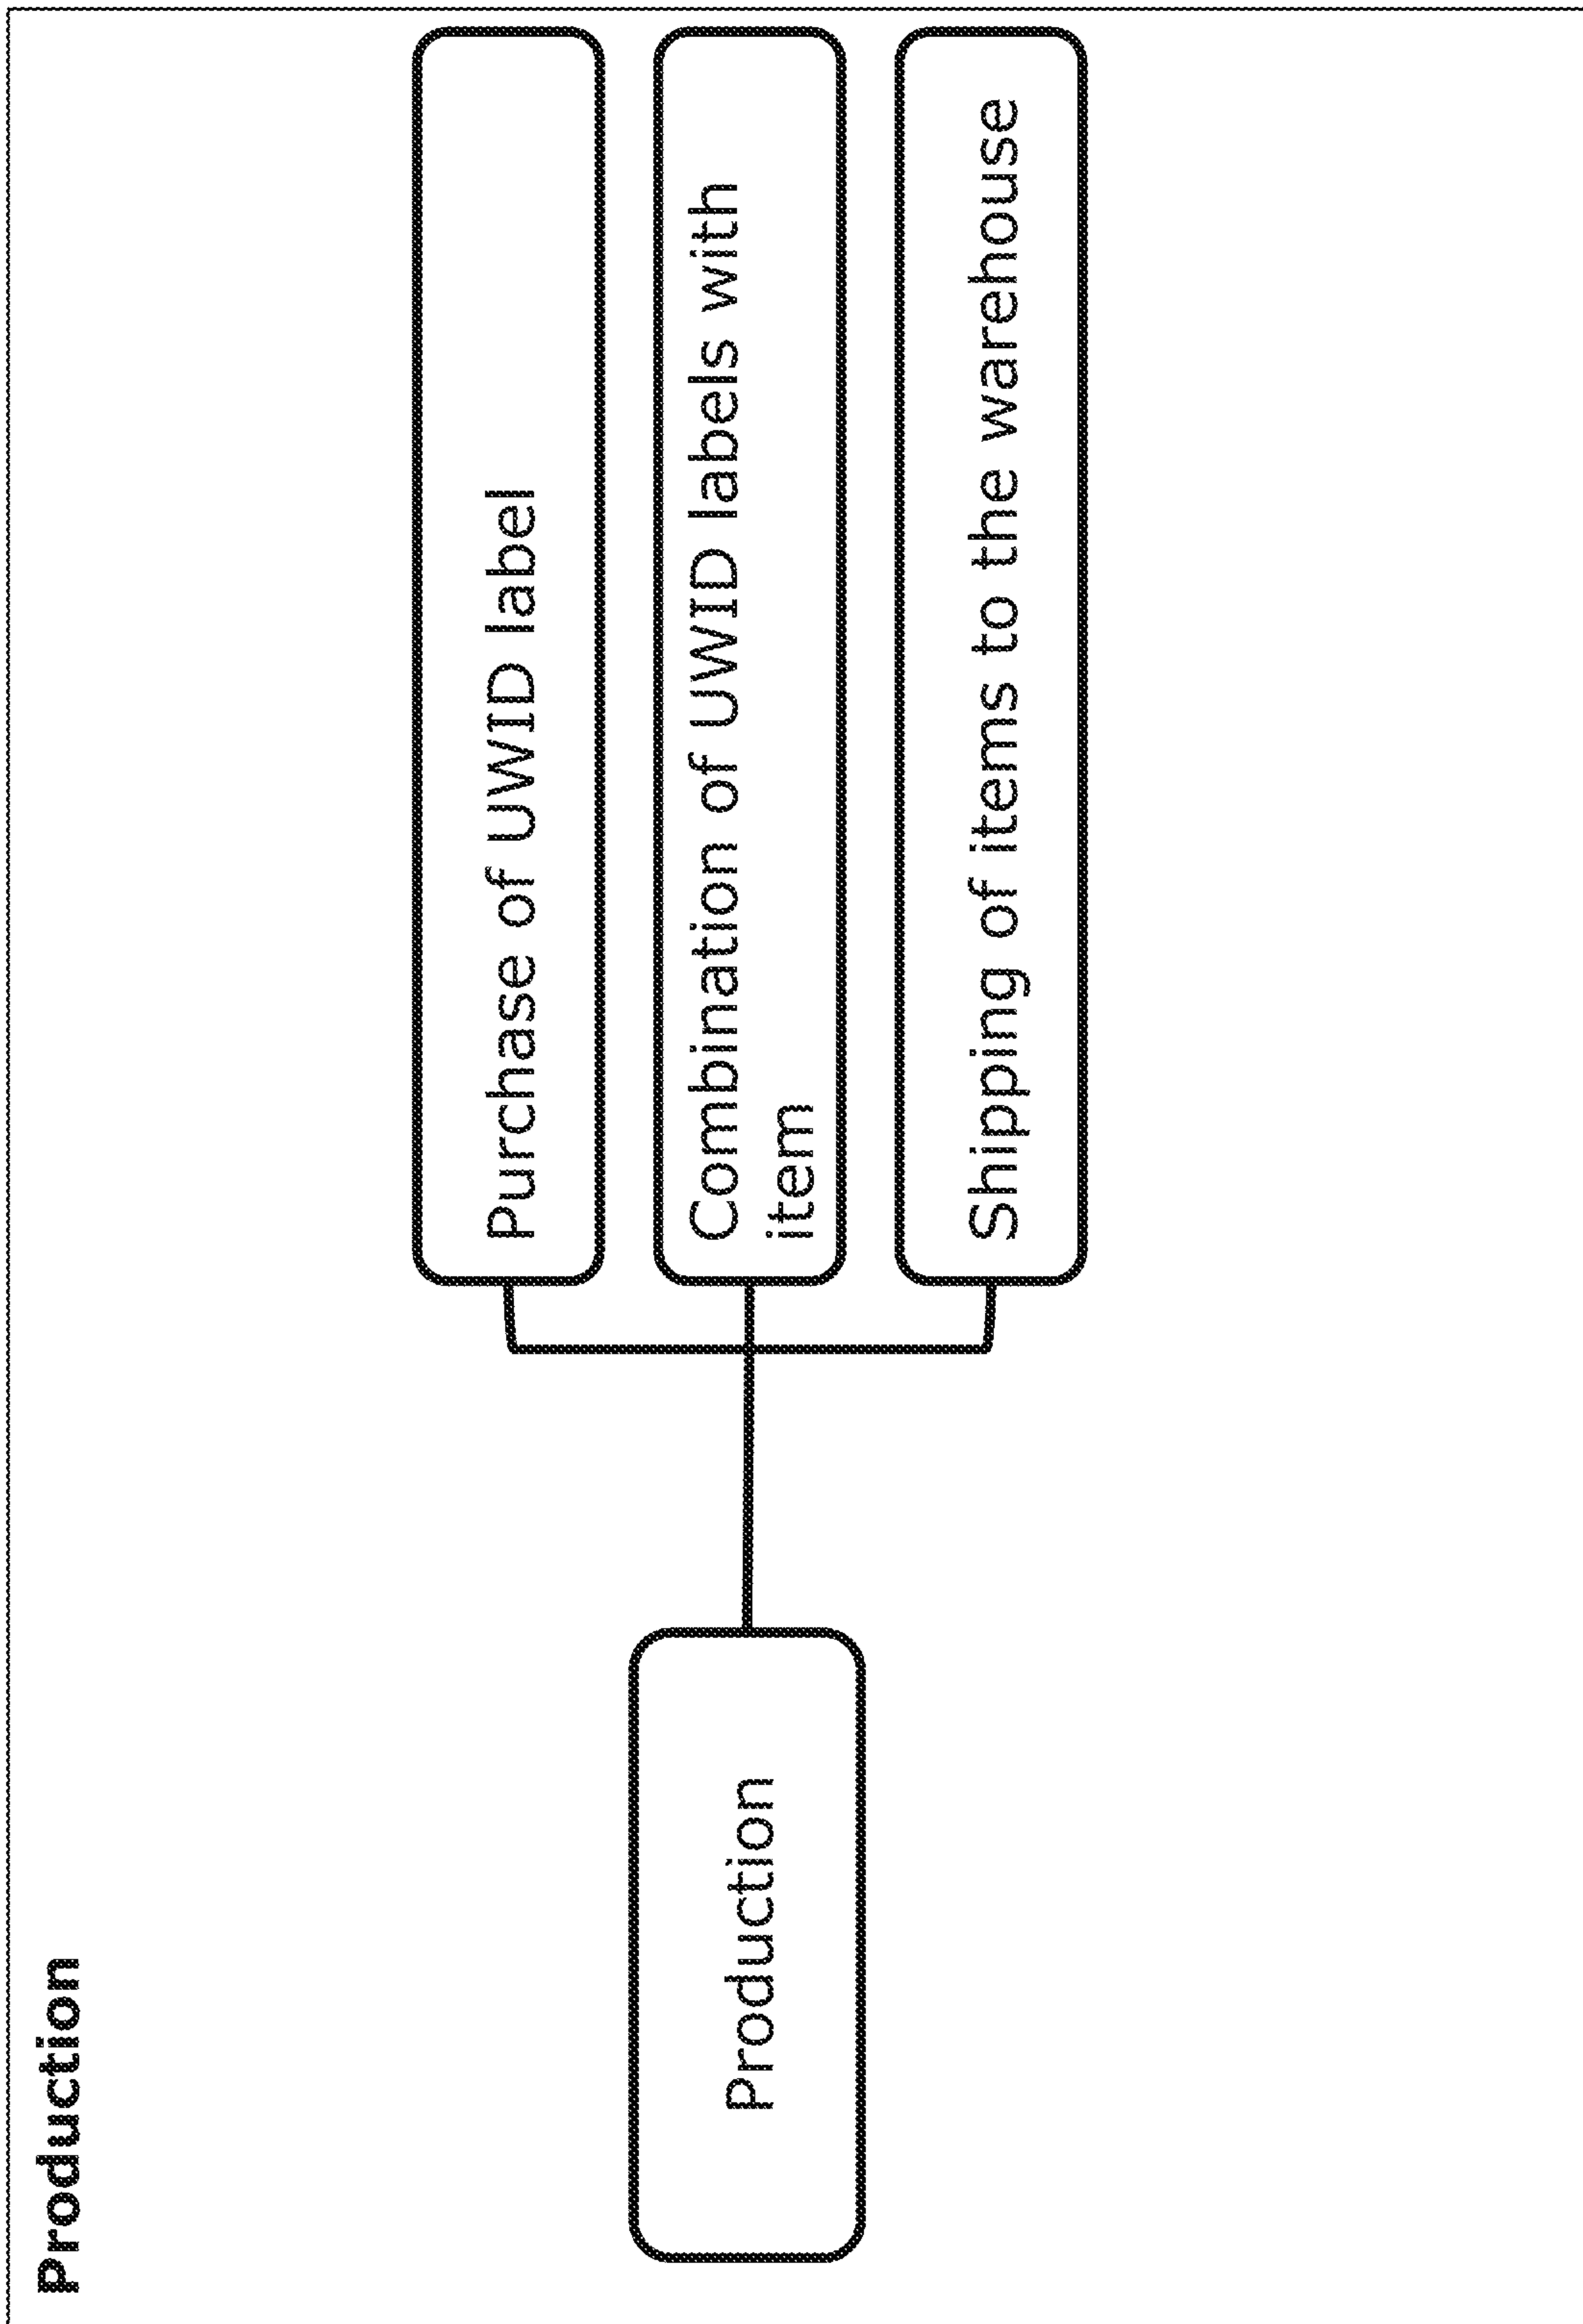 Production
Production
Purchase of UWID label
Combination of UWID labels with
item
Shipping of items to the warehouse